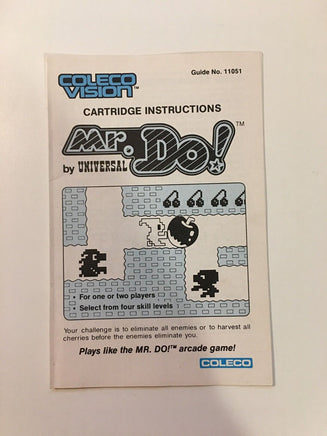 COLECO
VISION™
Guide No. 11051
CARTRIDGE INSTRUCTIONS
Mr. Do!™
by UNIVERSAL
• For one or two players
• Select from four skill levels
Your challenge is to eliminate all enemies or to harvest all
cherries before the enemies eliminate you.
Plays like the MR. DO!™ arcade game!
COLECO